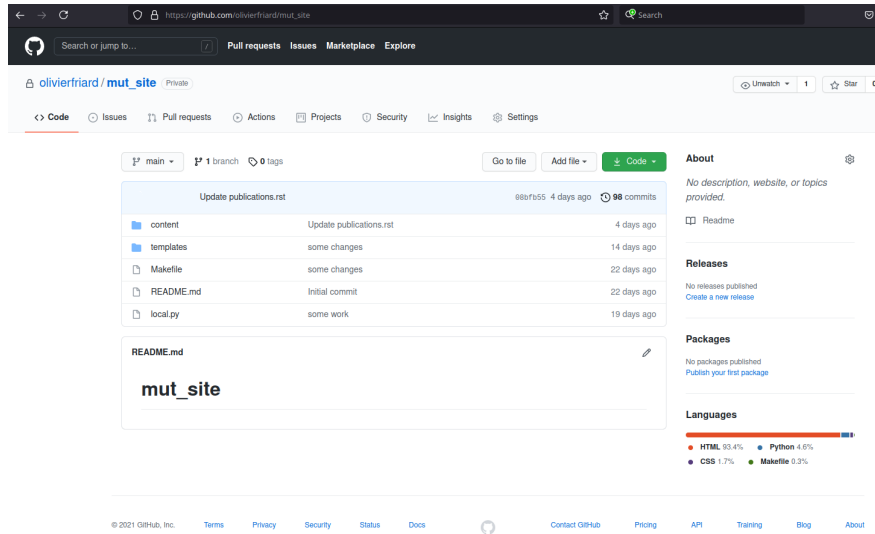 https://github.com/olivierfriard/mut_site
Search
Search or jump to... / Pull requests Issues Marketplace Explore
olivierfriard / mut_site Private
Unwatch 1 Star
<> Code Issues Pull requests Actions Projects Security Insights Settings
main 1 branch 0 tags Go to file Add file Code
Update publications.rst 08bfb55 4 days ago 98 commits
content Update publications.rst 4 days ago
templates some changes 14 days ago
Makefile some changes 22 days ago
README.md Initial commit 22 days ago
local.py some work 19 days ago
README.md
mut_site
About
No description, website, or topics
provided.
Readme
Releases
No releases published
Create a new release
Packages
No packages published
Publish your first package
Languages
HTML 93.4% Python 4.6%
CSS 1.7% Makefile 0.3%
© 2021 GitHub, Inc. Terms Privacy Security Status Docs Contact GitHub Pricing API Training Blog About